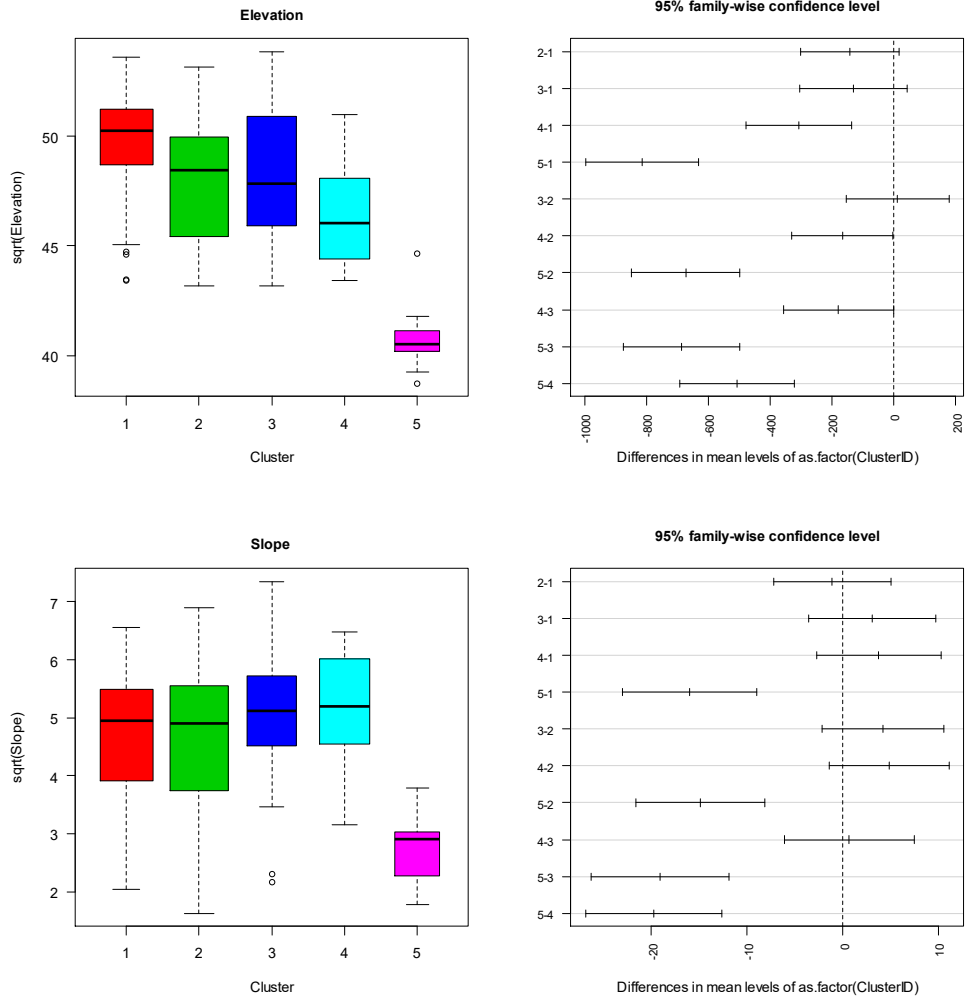 Elevation
50
45
40
sqrt(Elevation)
1 2 3 4 5
Cluster
95% family-wise confidence level
2-1
3-1
4-1
5-1
3-2
4-2
5-2
4-3
5-3
5-4
-1000 -800 -600 -400 -200 0 200
Differences in mean levels of as.factor(ClusterID)
Slope
7
6
5
4
3
2
sqrt(Slope)
1 2 3 4 5
Cluster
95% family-wise confidence level
2-1
3-1
4-1
5-1
3-2
4-2
5-2
4-3
5-3
5-4
-20 -10 0 10
Differences in mean levels of as.factor(ClusterID)